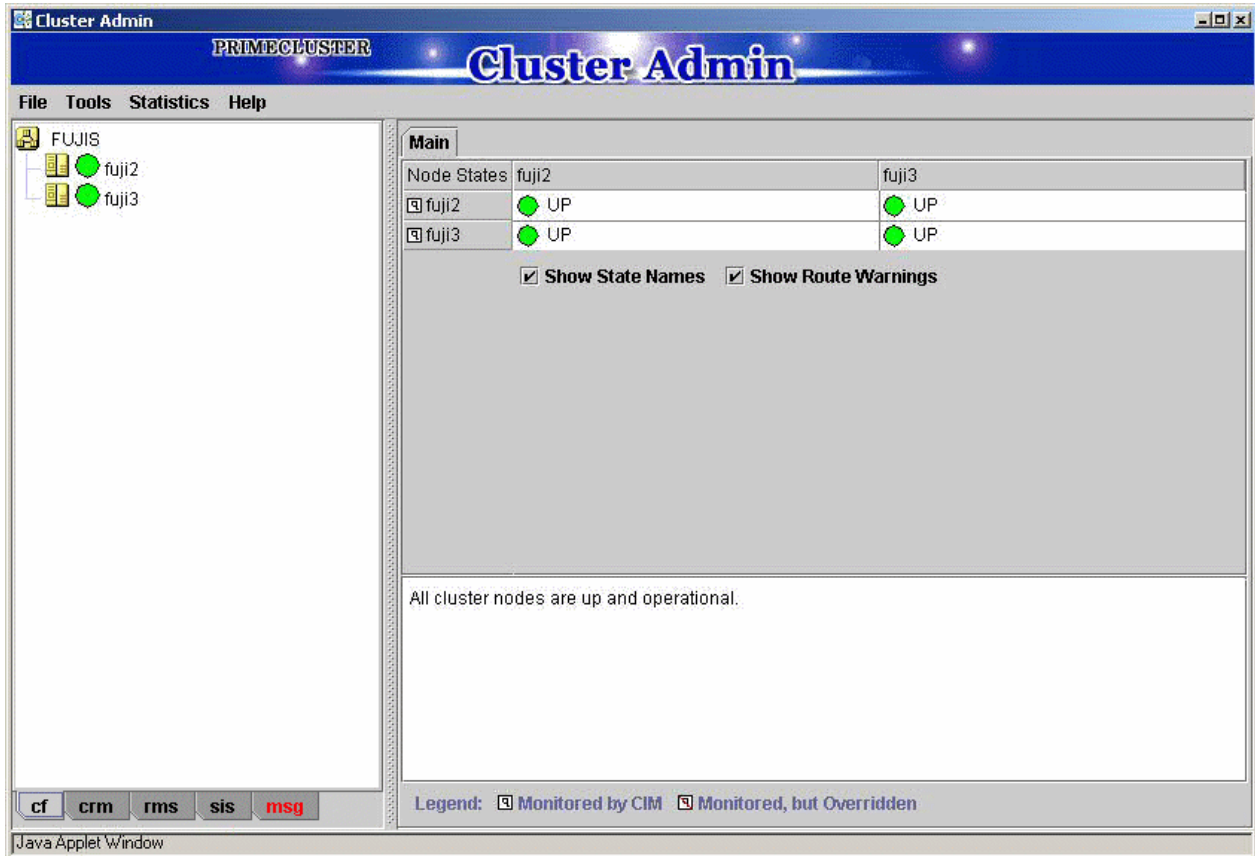 Cluster Admin
PRIMECLUSTER
Cluster Admin
File Tools Statistics Help
FUJIS
fuji2
fuji3
Main
Node States fuji2 fuji3
fuji2 UP UP
fuji3 UP UP
Show State Names Show Route Warnings
All cluster nodes are up and operational.
cf crm rms sis msg
Legend: Monitored by CIM Monitored, but Overridden
Java Applet Window